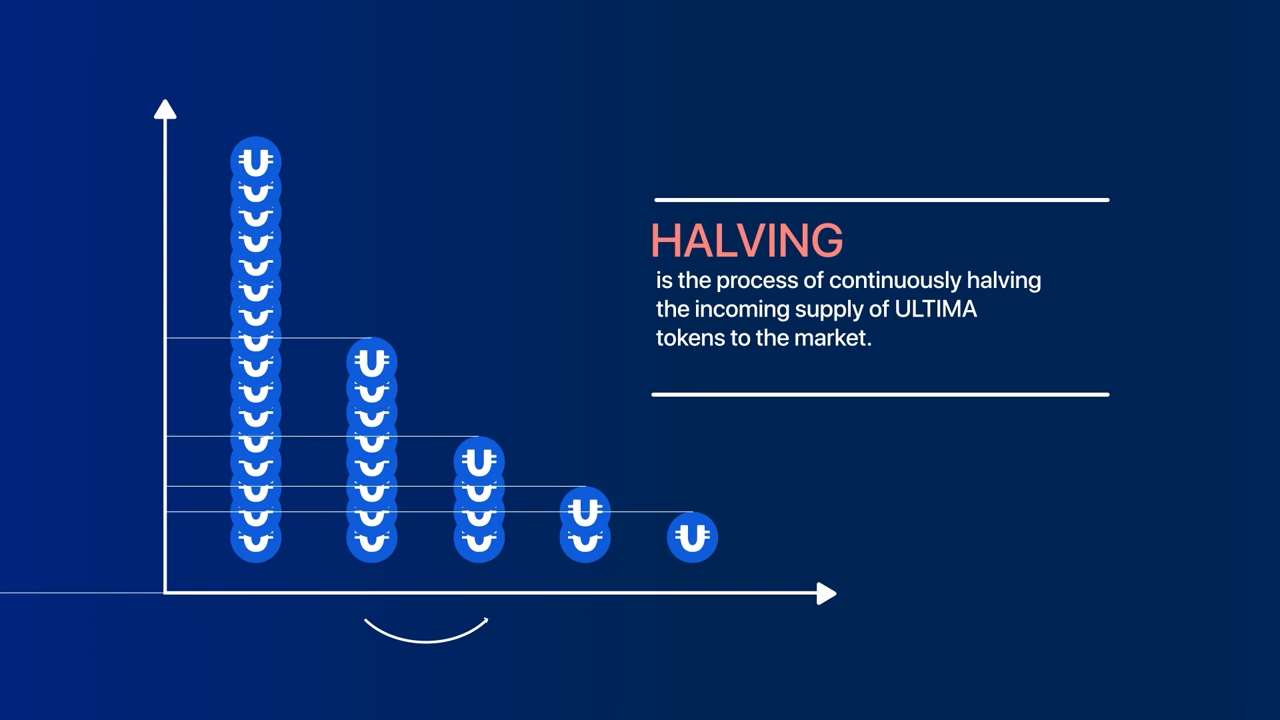 HALVING
is the process of continuously halving
the incoming supply of ULTIMA
tokens to the market.